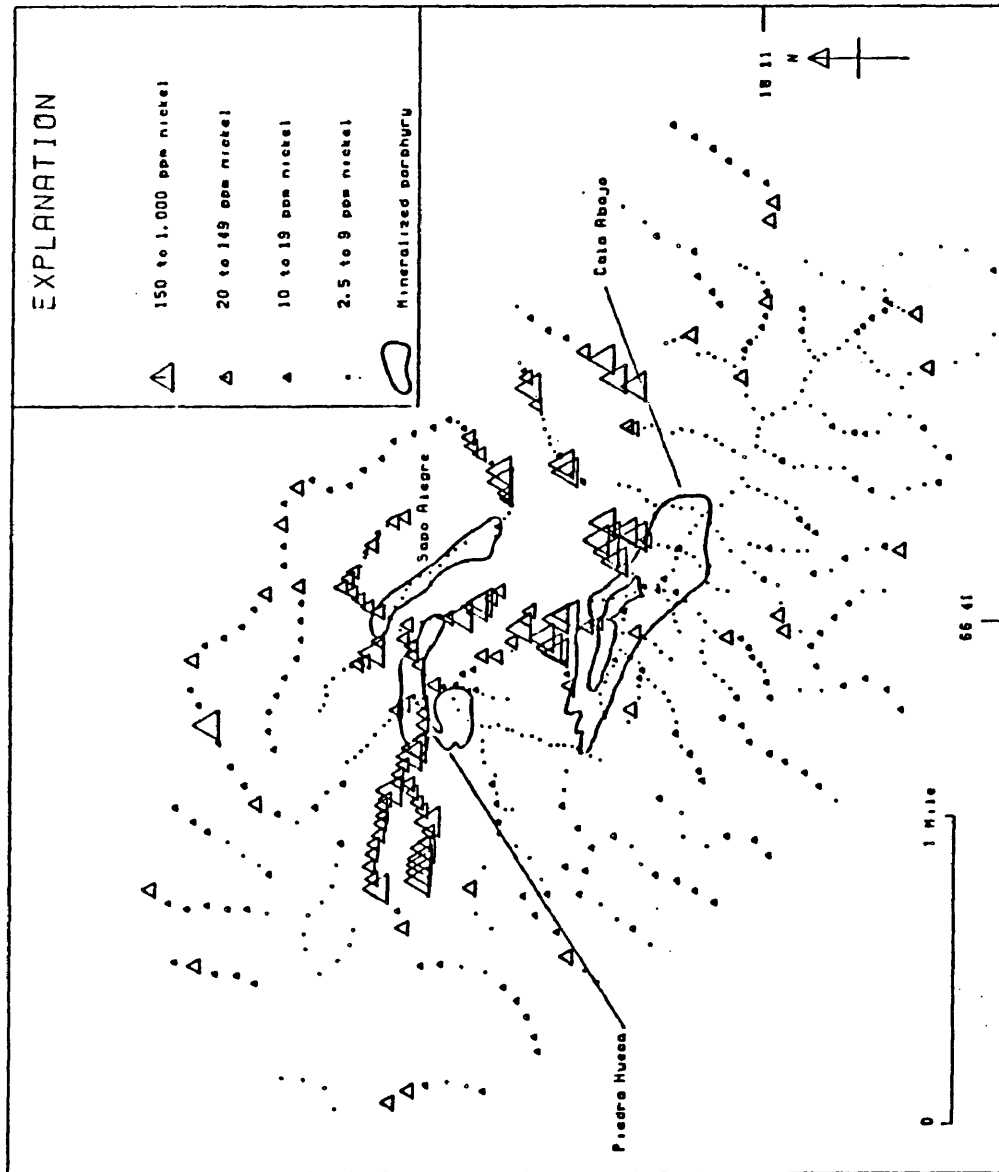 EXPLANATION
150 to 1,000 ppm nickel
20 to 149 ppm nickel
10 to 19 ppm nickel
2.5 to 9 ppm nickel
Mineralized porphyry
18 11
N
Sapo Alegre
Cala Abajo
Piedra Hueca
66 41
0 1 Mile